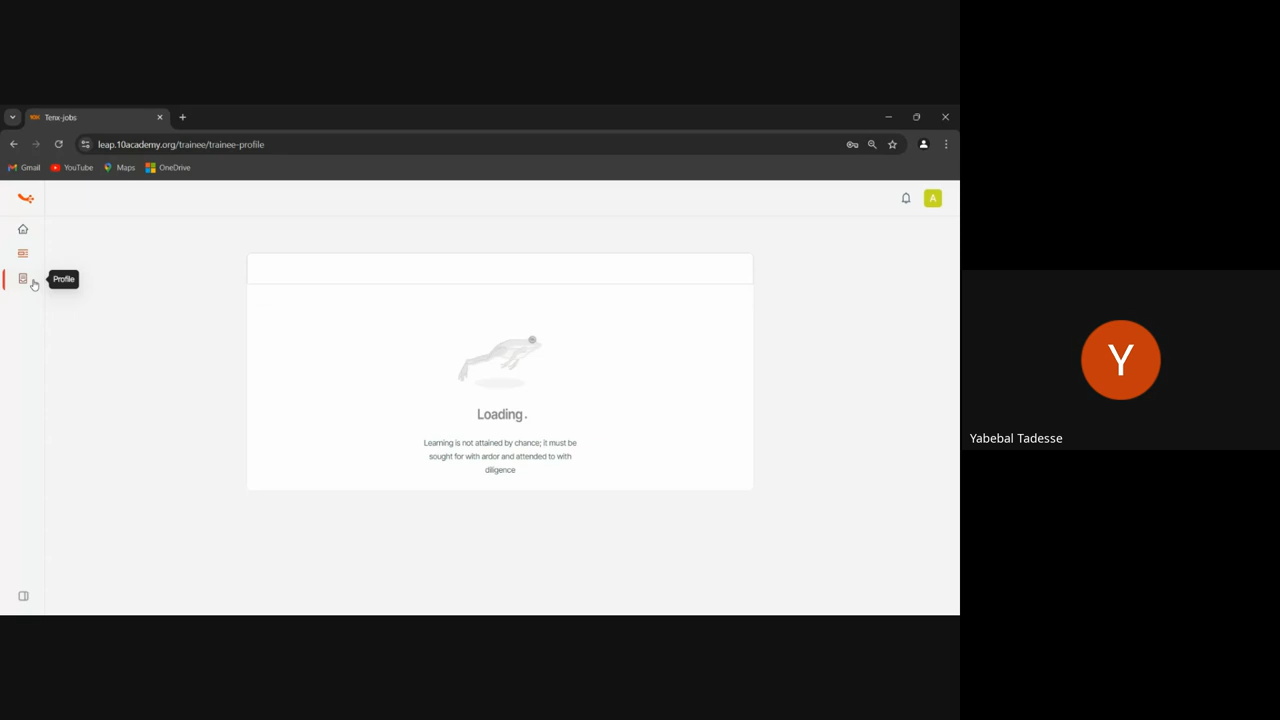 Tenx-jobs
leap.10academy.org/trainee/trainee-profile
Gmail YouTube Maps OneDrive
A
Profile
Loading .
Learning is not attained by chance; it must be
sought for with ardor and attended to with
diligence
Y
Yabebal Tadesse